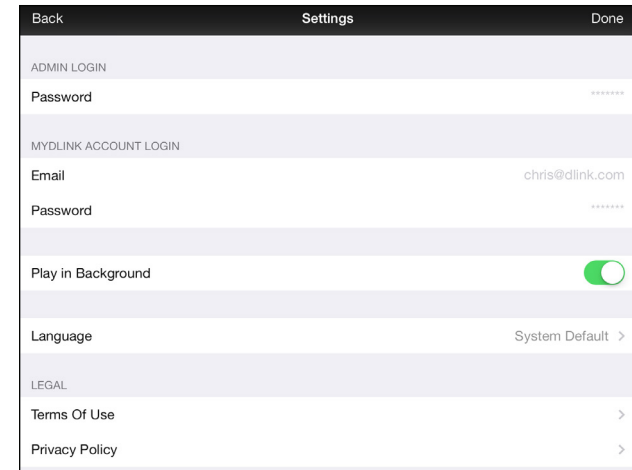 Back Settings Done
ADMIN LOGIN
Password *******
MYDLINK ACCOUNT LOGIN
Email chris@dlink.com
Password *******
Play in Background
Language System Default >
LEGAL
Terms Of Use >
Privacy Policy >